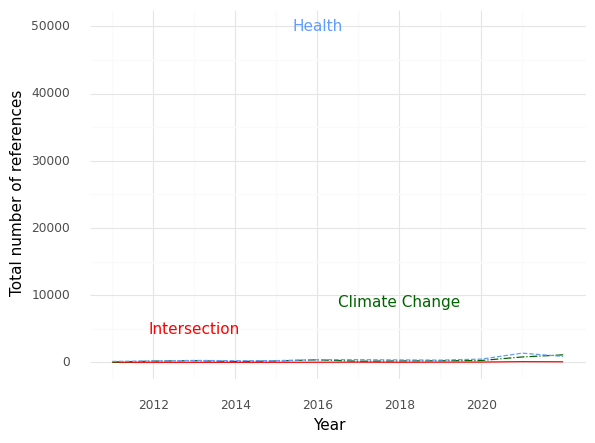 50000
Health
40000
30000
20000
10000
Climate Change
Intersection
0
2012 2014 2016 2018 2020
Year
Total number of references